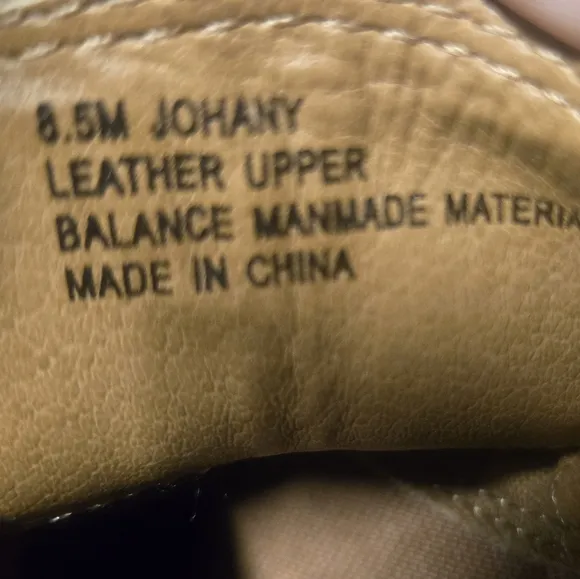 8.5M JOHANY
LEATHER UPPER
BALANCE MANMADE MATERIA
MADE IN CHINA